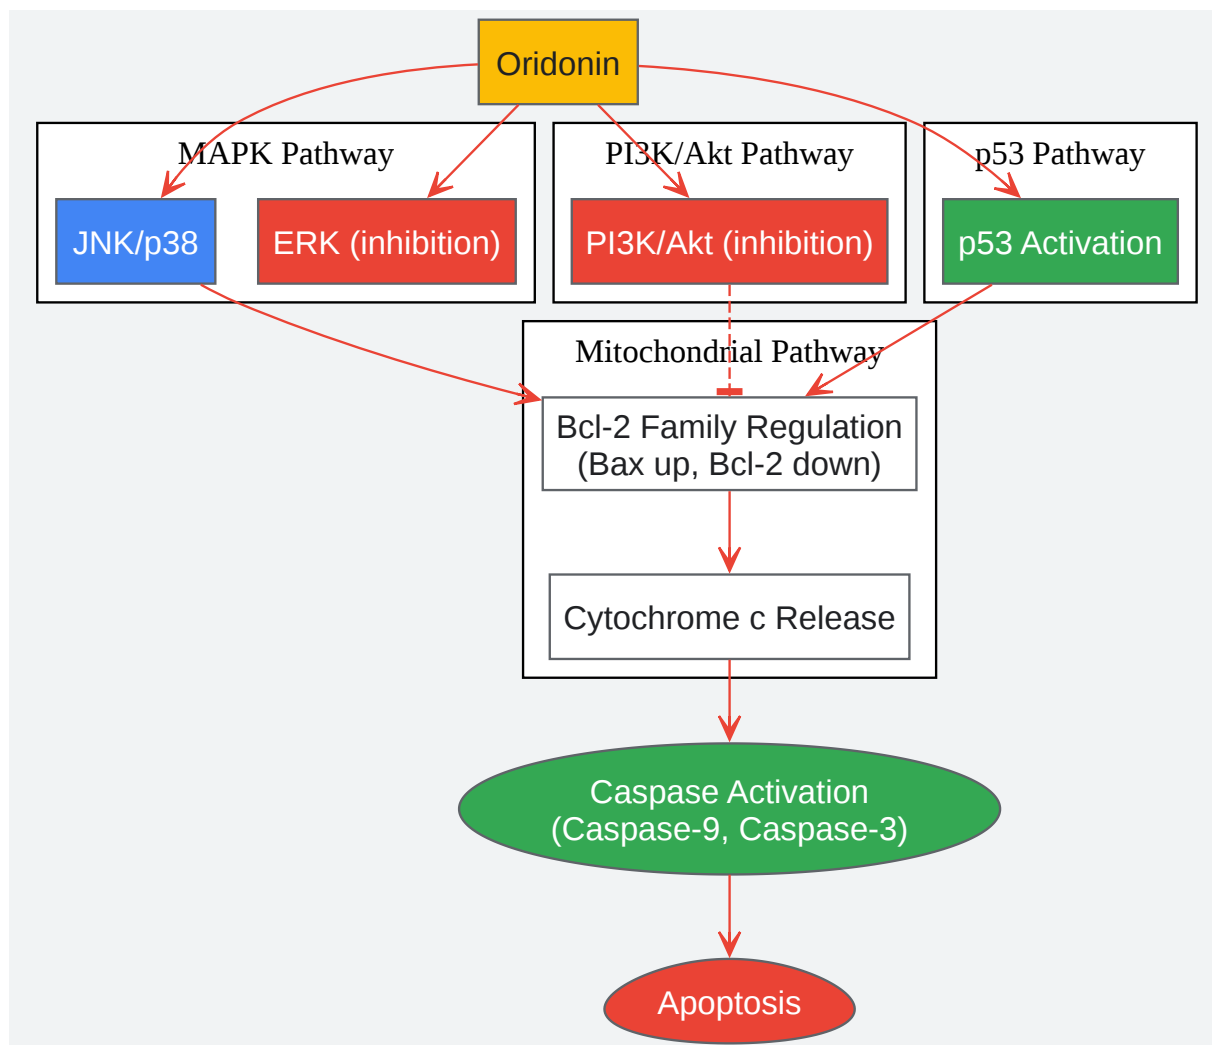 Oridonin
MAPK Pathway
PI3K/Akt Pathway
p53 Pathway
JNK/p38
ERK (inhibition)
PI3K/Akt (inhibition)
p53 Activation
Mitochondrial Pathway
Bcl-2 Family Regulation
(Bax up, Bcl-2 down)
Cytochrome c Release
Caspase Activation
(Caspase-9, Caspase-3)
Apoptosis